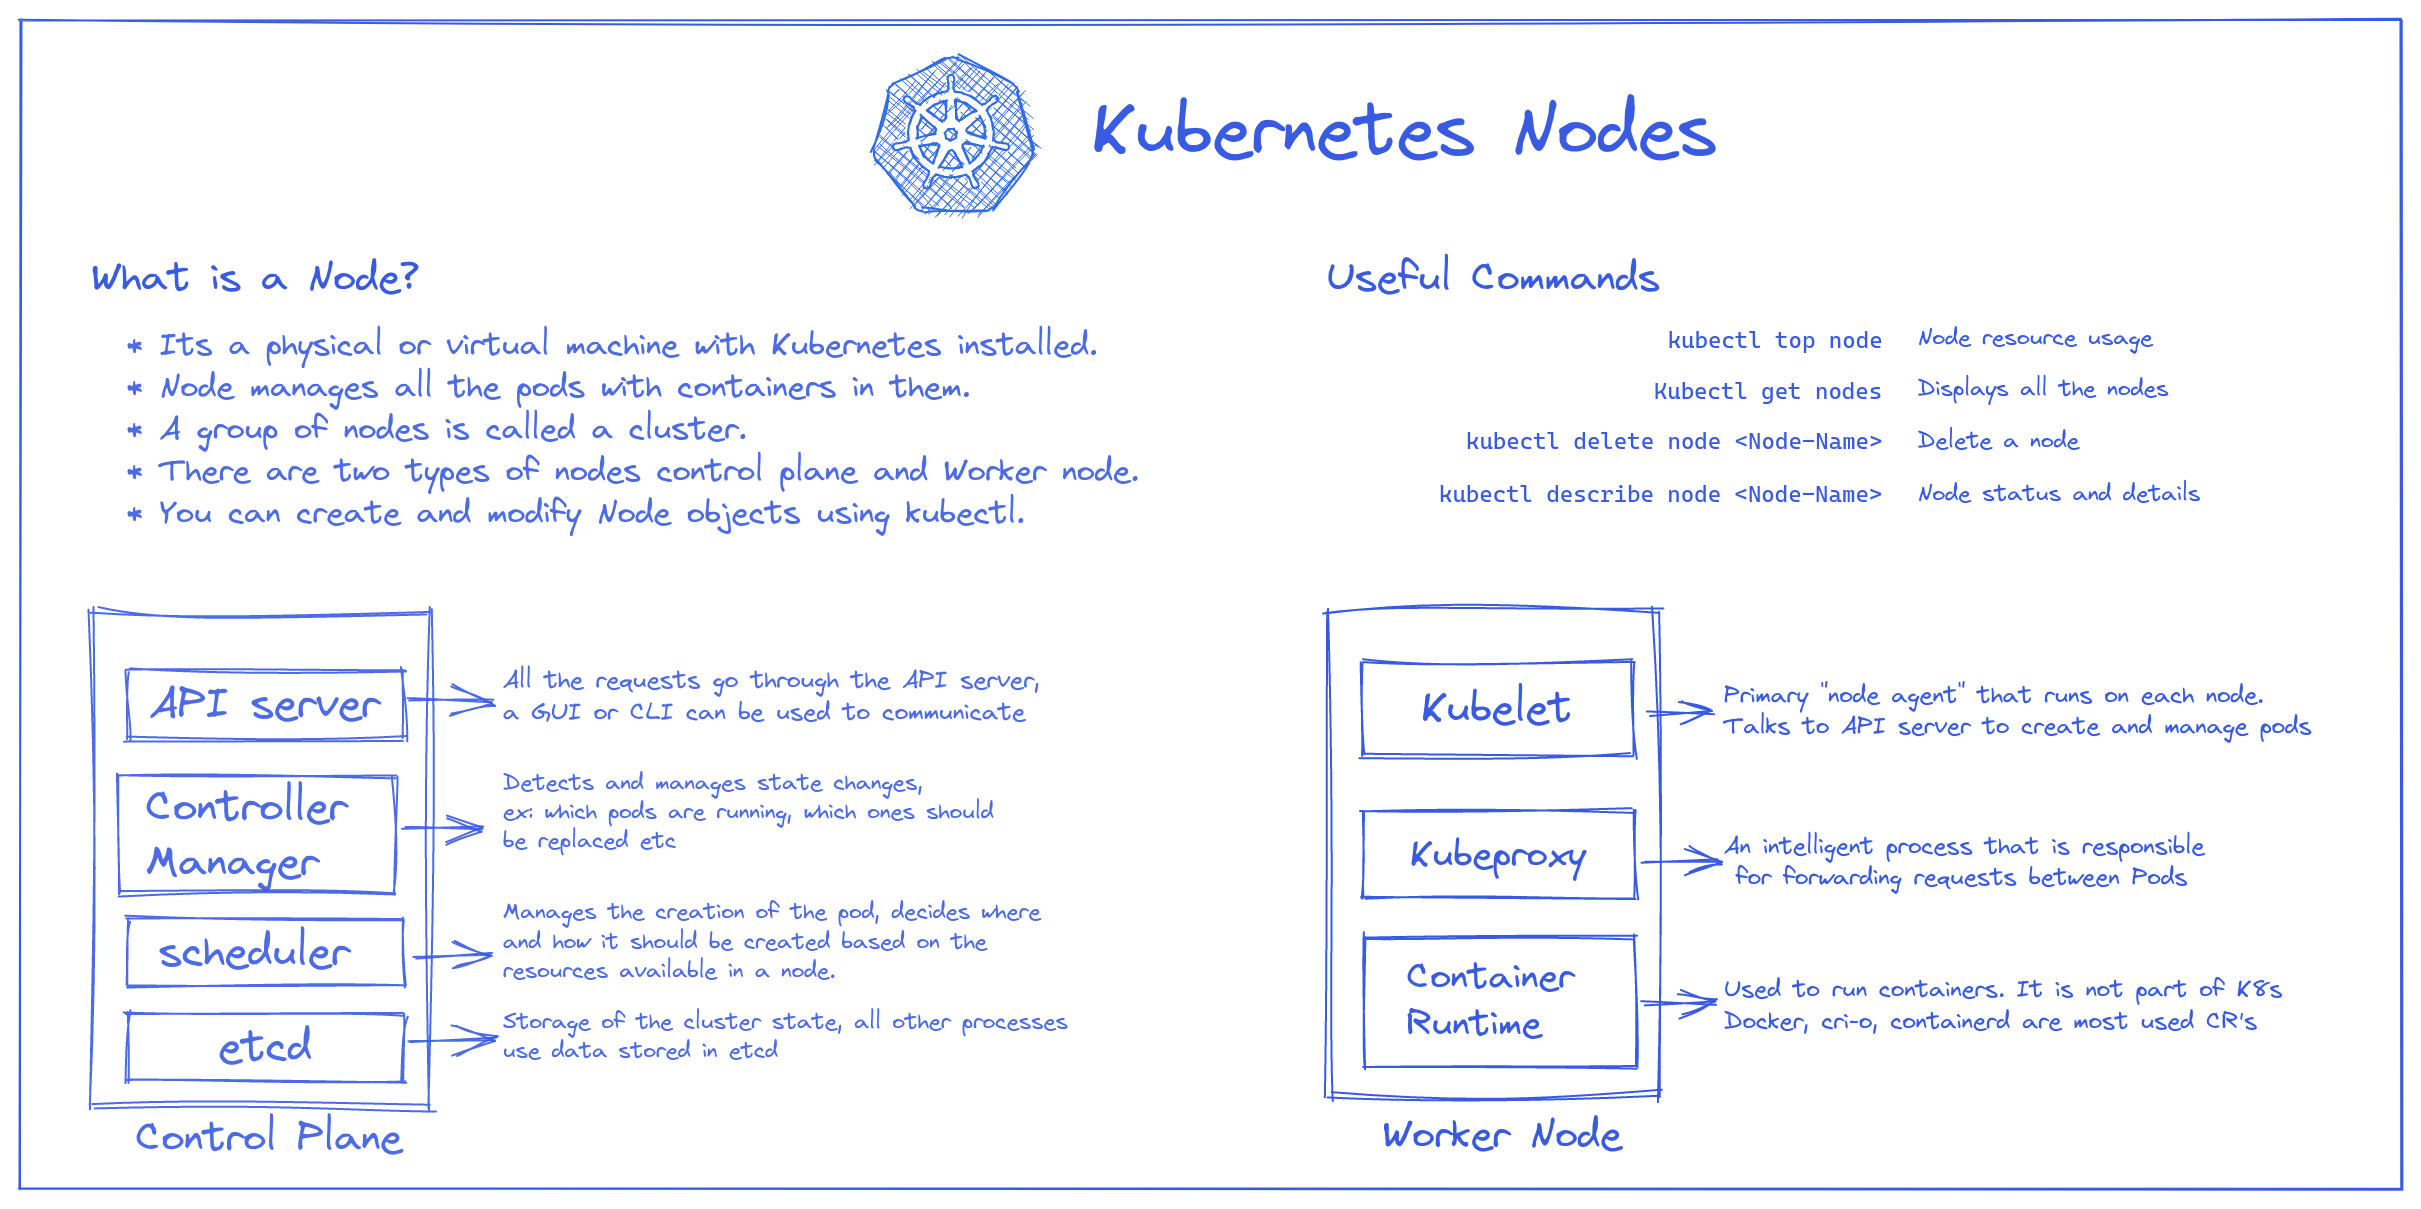 Kubernetes Nodes
What is a Node?
* Its a physical or virtual machine with Kubernetes installed.
* Node manages all the pods with containers in them.
* A group of nodes is called a cluster.
* There are two types of nodes control plane and Worker node.
* You can create and modify Node objects using kubectl.
Useful Commands
kubectl top node Node resource usage
Kubectl get nodes Displays all the nodes
kubectl delete node <Node-Name> Delete a node
kubectl describe node <Node-Name> Node status and details
API server
All the requests go through the API server,
a GUI or CLI can be used to communicate
Controller
Manager
Detects and manages state changes,
ex: which pods are running, which ones should
be replaced etc
scheduler
Manages the creation of the pod, decides where
and how it should be created based on the
resources available in a node.
etcd
Storage of the cluster state, all other processes
use data stored in etcd
Control Plane
Kubelet
Primary "node agent" that runs on each node.
Talks to API server to create and manage pods
Kubeproxy
An intelligent process that is responsible
for forwarding requests between Pods
Container
Runtime
Used to run containers. It is not part of K8s
Docker, cri-o, containerd are most used CR's
Worker Node